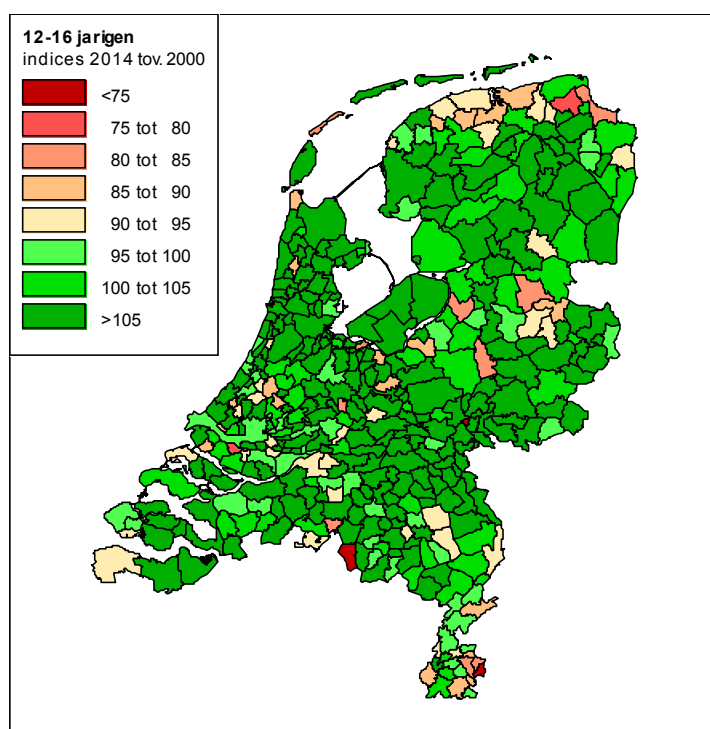 12-16 jarigen
indices 2014 tov. 2000
<75
75 tot 80
80 tot 85
85 tot 90
90 tot 95
95 tot 100
100 tot 105
>105